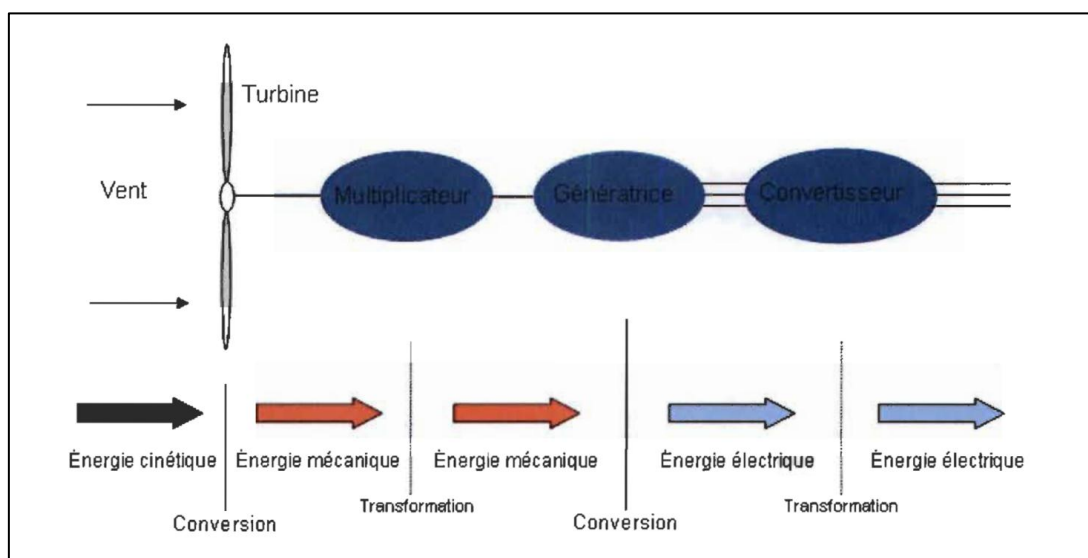 Turbine
Vent
Multiplicateur
Génératrice
Convertisseur
Énergie cinétique
Énergie mécanique
Énergie mécanique
Énergie électrique
Énergie électrique
Transformation
Transformation
Conversion
Conversion